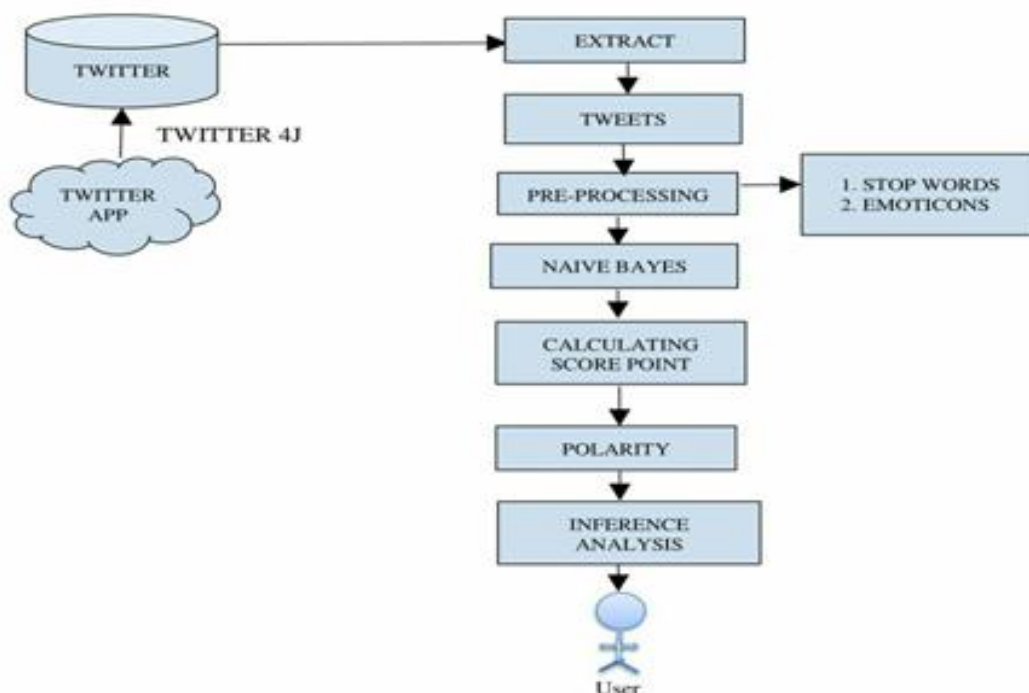 TWITTER
EXTRACT
TWEETS
TWITTER 4J
TWITTER
APP
PRE-PROCESSING
1. STOP WORDS
2. EMOTICONS
NAIVE BAYES
CALCULATING
SCORE POINT
POLARITY
INFERENCE
ANALYSIS
User